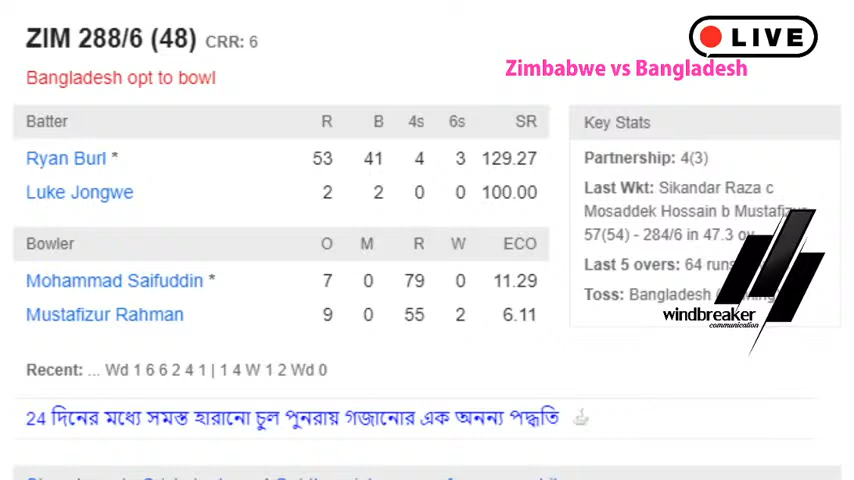 ZIM 288/6 (48) CRR: 6
LIVE
Zimbabwe vs Bangladesh
Bangladesh opt to bowl
Batter R B 4s 6s SR
Ryan Burl * 53 41 4 3 129.27
Luke Jongwe 2 2 0 0 100.00
Bowler O M R W ECO
Mohammad Saifuddin * 7 0 79 0 11.29
Mustafizur Rahman 9 0 55 2 6.11
Key Stats
Partnership: 4(3)
Last Wkt: Sikandar Raza c
Mosaddek Hossain b Mustafizur
57(54) - 284/6 in 47.3 ov
Last 5 overs: 64 runs
Toss: Bangladesh
windbreaker
communication
Recent: ... Wd 1 6 6 2 4 1 | 1 4 W 1 2 Wd 0
24 দিনের মধ্যে সমস্ত হারানো চুল পুনরায় গজানোর এক অনন্য পদ্ধতি